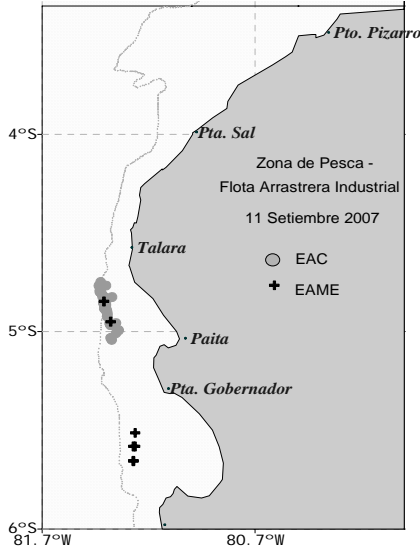 Pto. Pizarro
4°S
Pta. Sal
Zona de Pesca -
Flota Arrastrera Industrial
11 Setiembre 2007
Talara
EAC
EAME
5°S
Paita
Pta. Gobernador
6°S
81.7°W
80.7°W